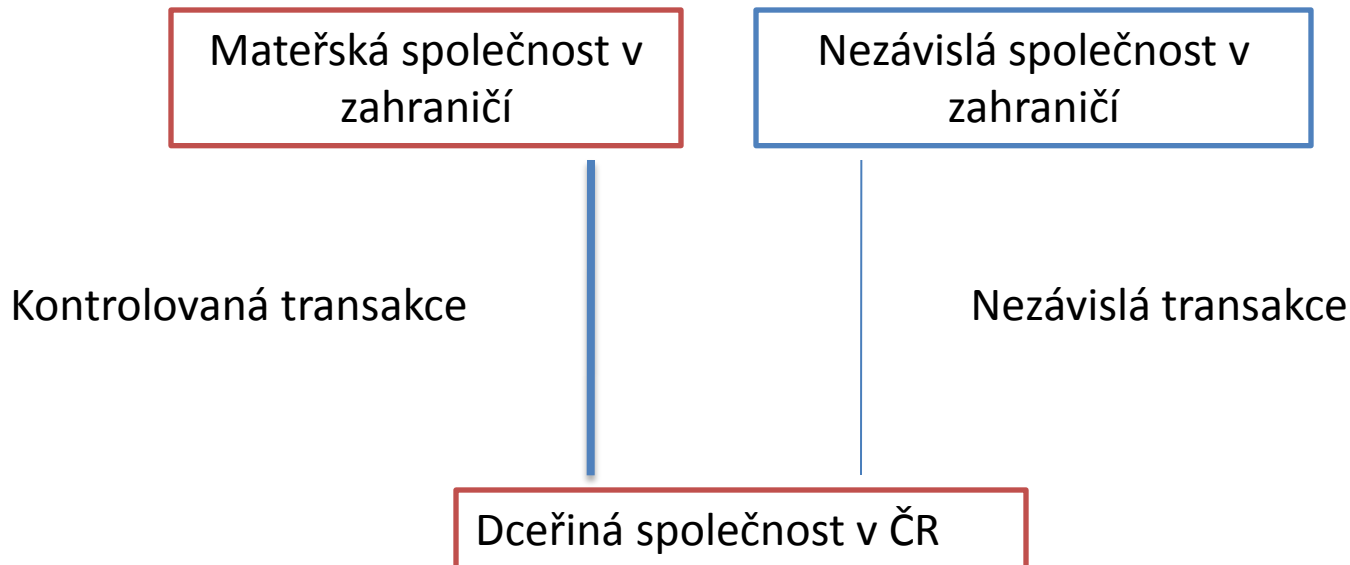 Mateřská společnost v
zahraničí
Nezávislá společnost v
zahraničí
Kontrolovaná transakce
Nezávislá transakce
Dceřiná společnost v ČR